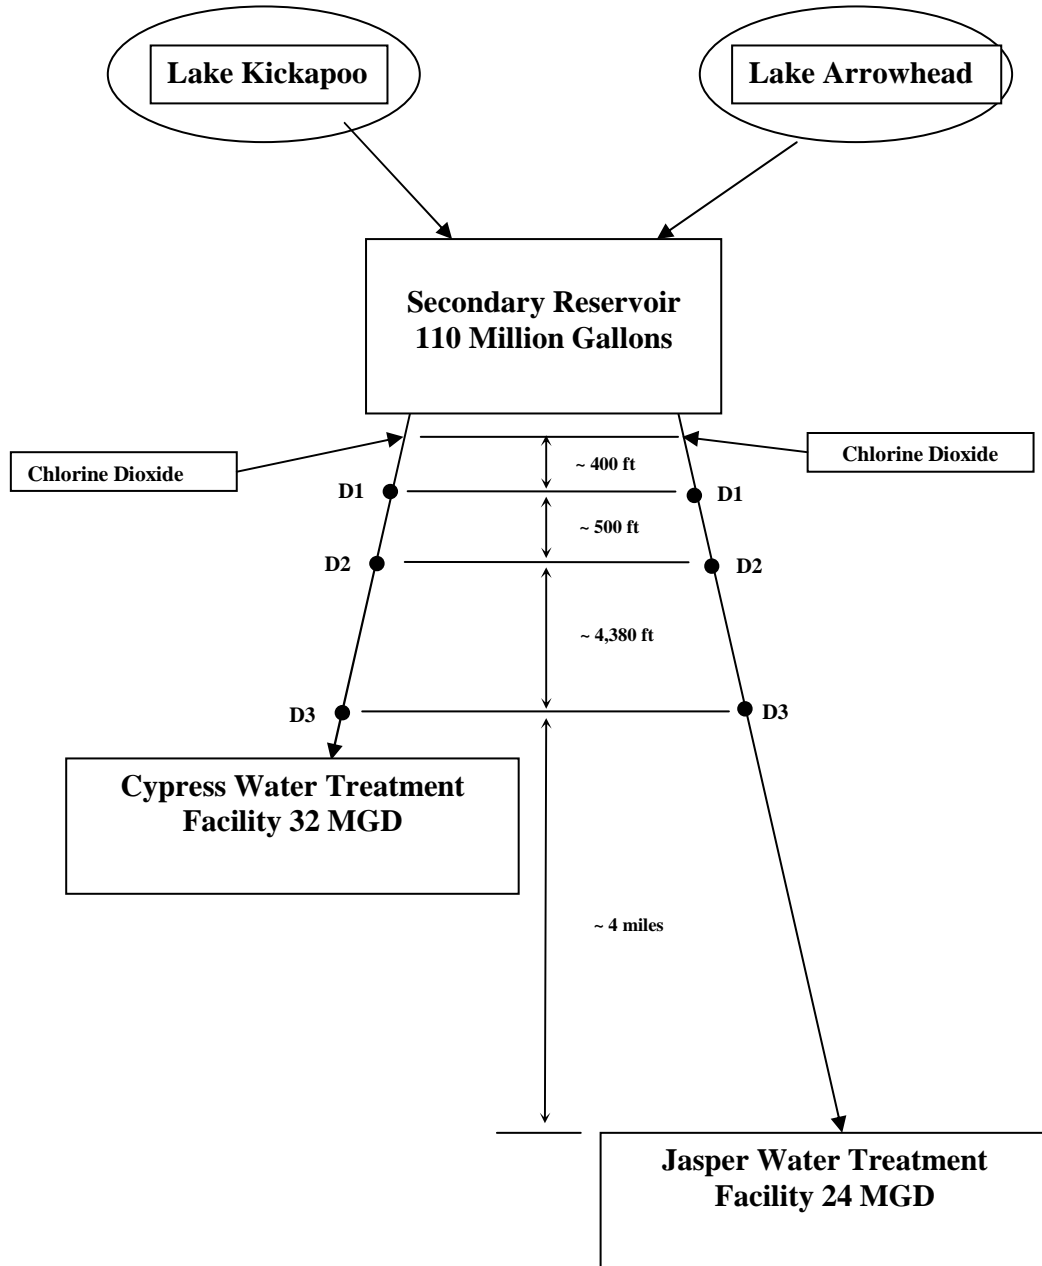 Lake Kickapoo
Lake Arrowhead
Secondary Reservoir
110 Million Gallons
Chlorine Dioxide
Chlorine Dioxide
~ 400 ft
D1
D1
~ 500 ft
D2
D2
~ 4,380 ft
D3
D3
Cypress Water Treatment
Facility 32 MGD
~ 4 miles
Jasper Water Treatment
Facility 24 MGD